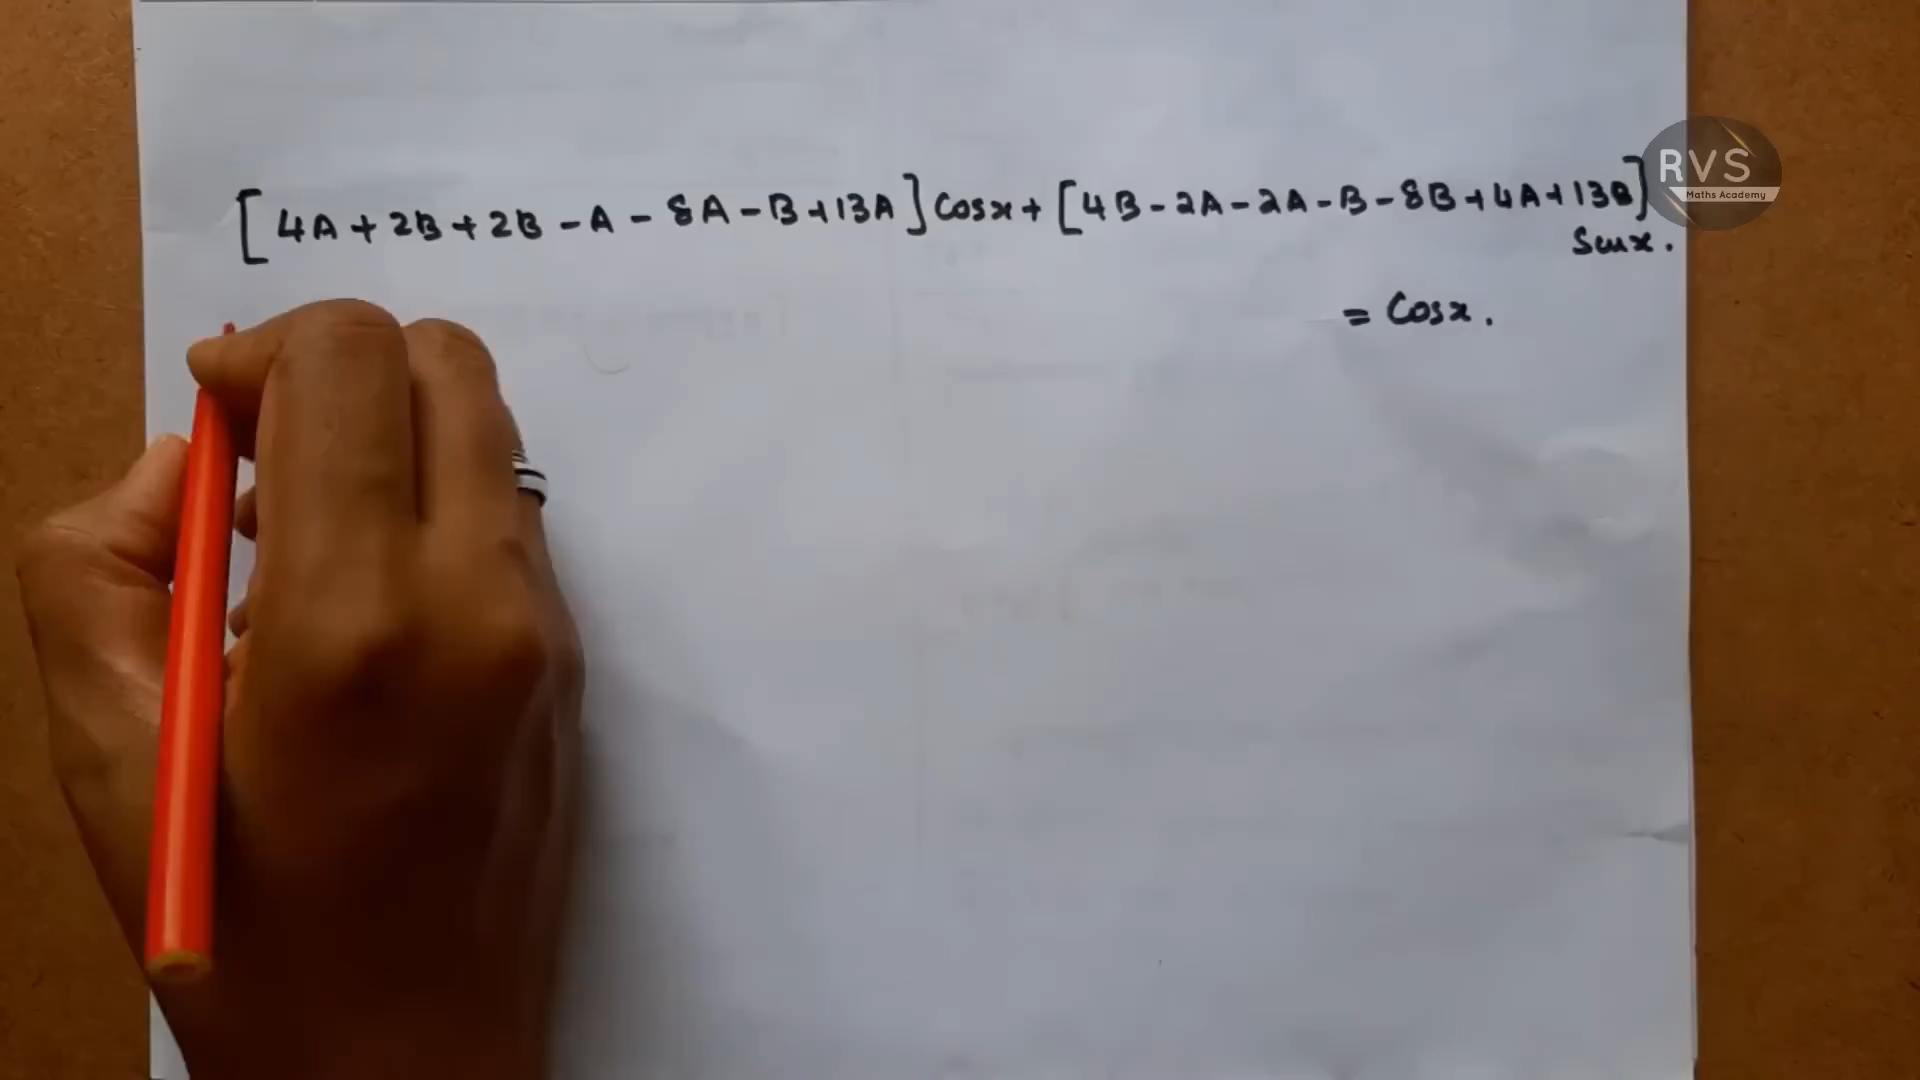 [4A + 2B + 2B - A - 8A - B + 13A] Cosx + [4B - 2A - 2A - B - 8B + 4A + 13B]
Sinx.
= Cosx.
RVS
Maths Academy